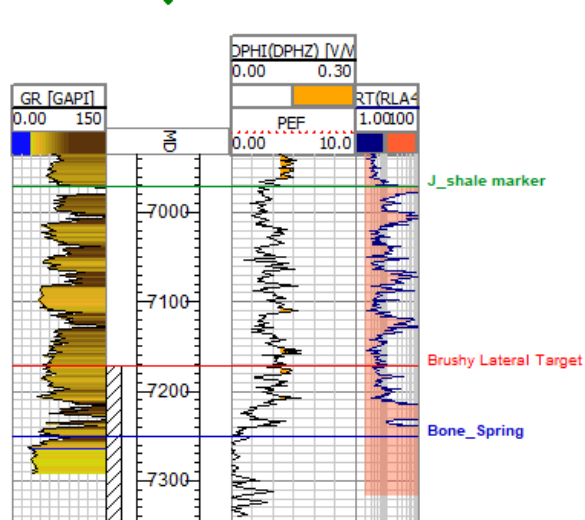 DPHI(DPHZ) [V/V
0.00 0.30
GR [GAPI]
0.00 150
MD
PEF
0.00 10.0
RT(RLA4
1.00 100
J_shale marker
7000
7100
Brushy Lateral Target
7200
Bone_Spring
7300